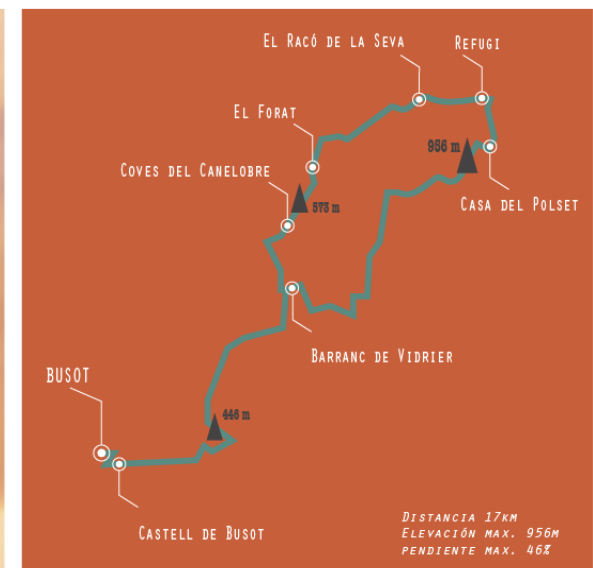 El Racó de la Seva
Refugi
El Forat
956 m
Coves del Canelobre
573 m
Casa del Polset
Barranc de Vidrier
BUSOT
446 m
Castell de Busot
Distancia 17km
Elevación max. 956m
pendiente max. 46%